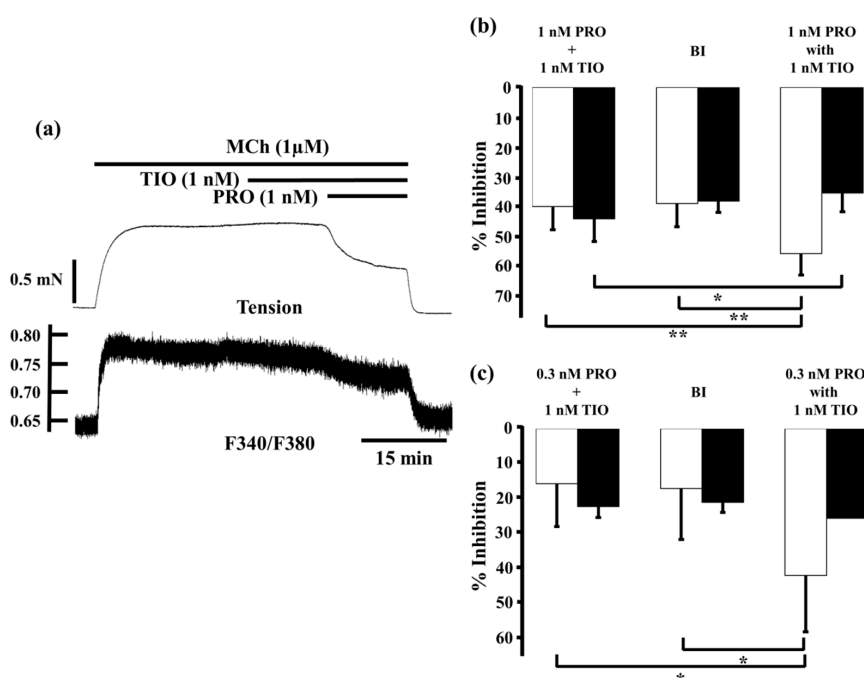 (a)
MCh (1µM)
TIO (1 nM)
PRO (1 nM)
0.5 mN
Tension
0.80
0.75
0.70
0.65
F340/F380
15 min
(b)
1 nM PRO
+
1 nM TIO
BI
1 nM PRO
with
1 nM TIO
% Inhibition
0
10
20
30
40
50
60
70
*
**
**
(c)
0.3 nM PRO
+
1 nM TIO
BI
0.3 nM PRO
with
1 nM TIO
% Inhibition
0
10
20
30
40
50
60
*
*